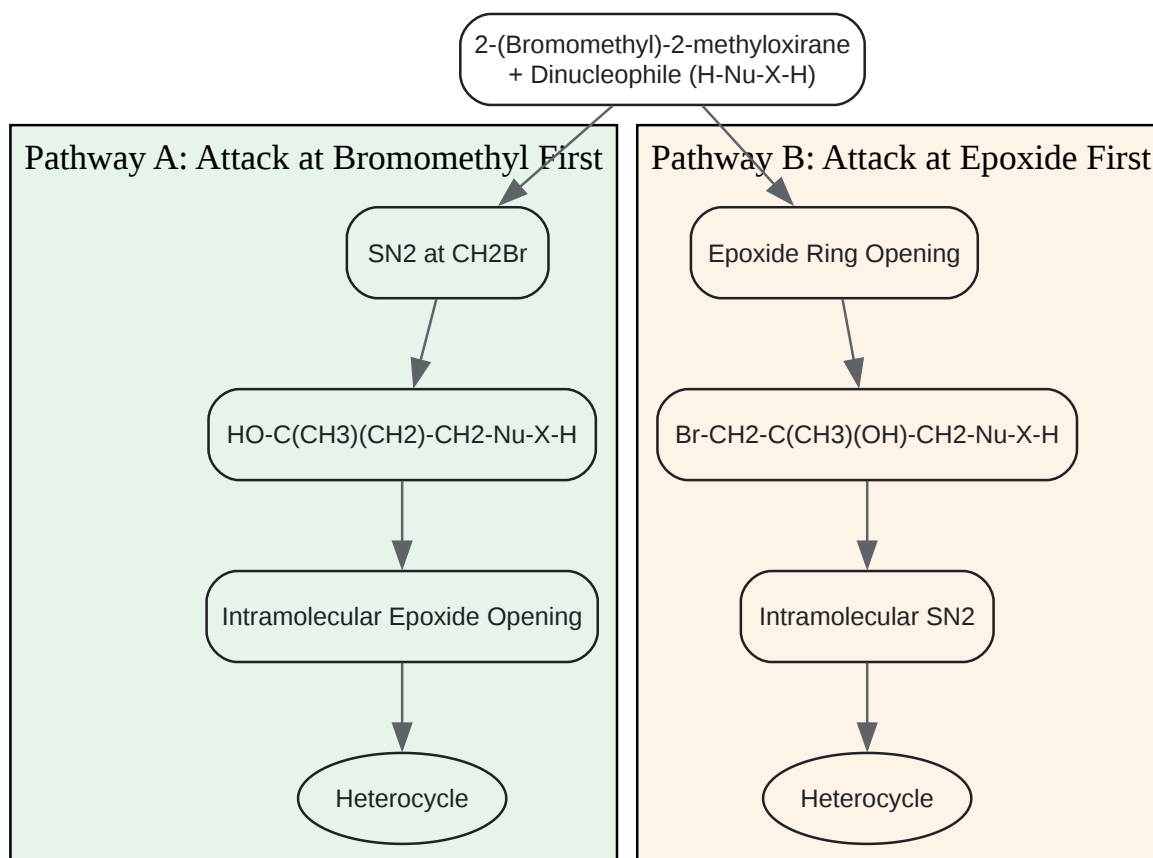 2-(Bromomethyl)-2-methyloxirane
+ Dinucleophile (H-Nu-X-H)
Pathway A: Attack at Bromomethyl First
SN2 at CH2Br
HO-C(CH3)(CH2)-CH2-Nu-X-H
Intramolecular Epoxide Opening
Heterocycle
Pathway B: Attack at Epoxide First
Epoxide Ring Opening
Br-CH2-C(CH3)(OH)-CH2-Nu-X-H
Intramolecular SN2
Heterocycle